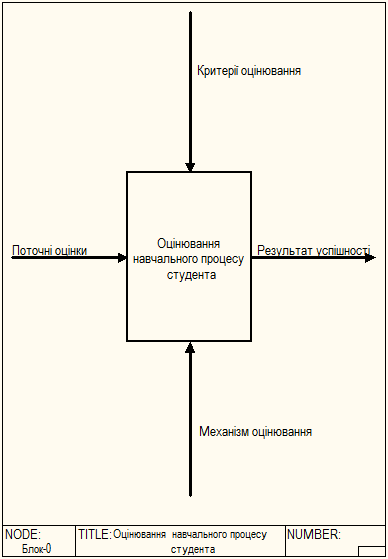 Критерії оцінювання
Поточні оцінки
Оцінювання
навчального процесу
студента
Результат успішності
Механізм оцінювання
NODE:
Блок-0
TITLE: Оцінювання навчального процесу
студента
NUMBER: